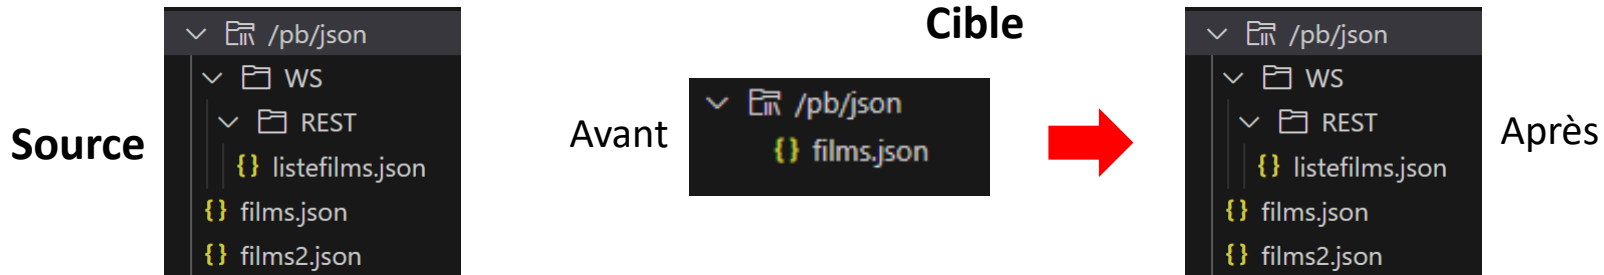 Source
/pb/json
WS
REST
listefilms.json
films.json
films2.json
Cible
Avant
/pb/json
films.json
/pb/json
WS
REST
listefilms.json
films.json
films2.json
Après